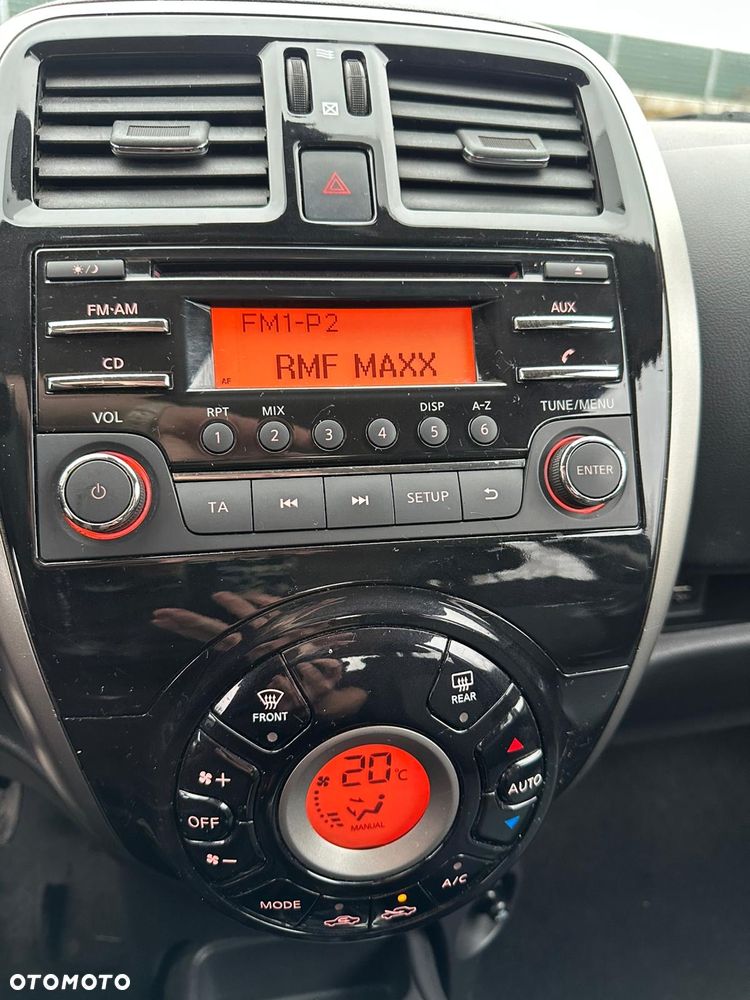 FM·AM
AUX
FM1-P2
RMF MAXX
AF
CD
VOL
RPT
MIX
DISP
A-Z
TUNE/MENU
1
2
3
4
5
6
TA
SETUP
ENTER
FRONT
REAR
20°C
MANUAL
+
AUTO
OFF
-
MODE
A/C
OTOMOTO